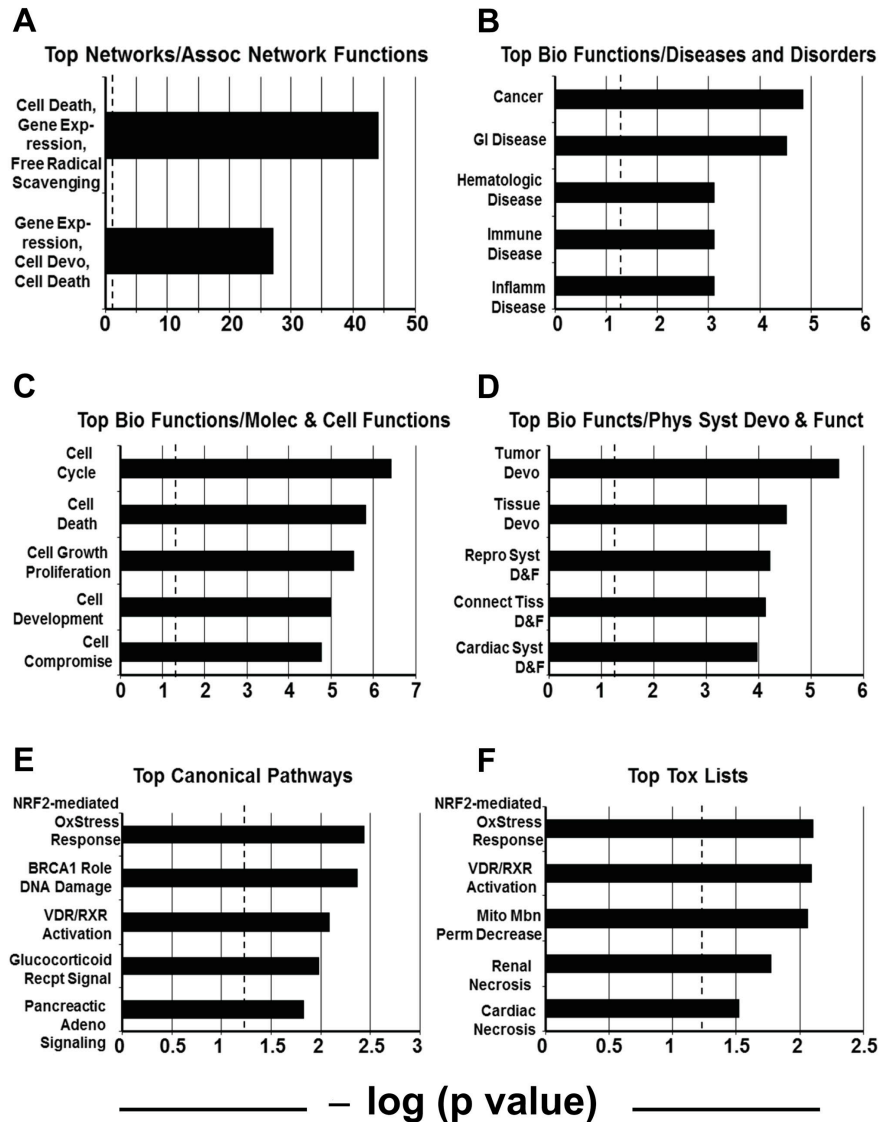 A
Top Networks/Assoc Network Functions
Cell Death,
Gene Exp-
ression,
Free Radical
Scavenging
Gene Exp-
ression,
Cell Devo,
Cell Death
0 10 20 30 40 50
B
Top Bio Functions/Diseases and Disorders
Cancer
GI Disease
Hematologic
Disease
Immune
Disease
Inflamm
Disease
0 1 2 3 4 5 6
C
Top Bio Functions/Molec & Cell Functions
Cell
Cycle
Cell
Death
Cell Growth
Proliferation
Cell
Development
Cell
Compromise
0 1 2 3 4 5 6 7
D
Top Bio Functs/Phys Syst Devo & Funct
Tumor
Devo
Tissue
Devo
Repro Syst
D&F
Connect Tiss
D&F
Cardiac Syst
D&F
0 1 2 3 4 5 6
E
Top Canonical Pathways
NRF2-mediated
OxStress
Response
BRCA1 Role
DNA Damage
VDR/RXR
Activation
Glucocorticoid
Recpt Signal
Pancreactic
Adeno
Signaling
0 0.5 1 1.5 2 2.5 3
F
Top Tox Lists
NRF2-mediated
OxStress
Response
VDR/RXR
Activation
Mito Mbn
Perm Decrease
Renal
Necrosis
Cardiac
Necrosis
0 0.5 1 1.5 2 2.5
– log (p value)